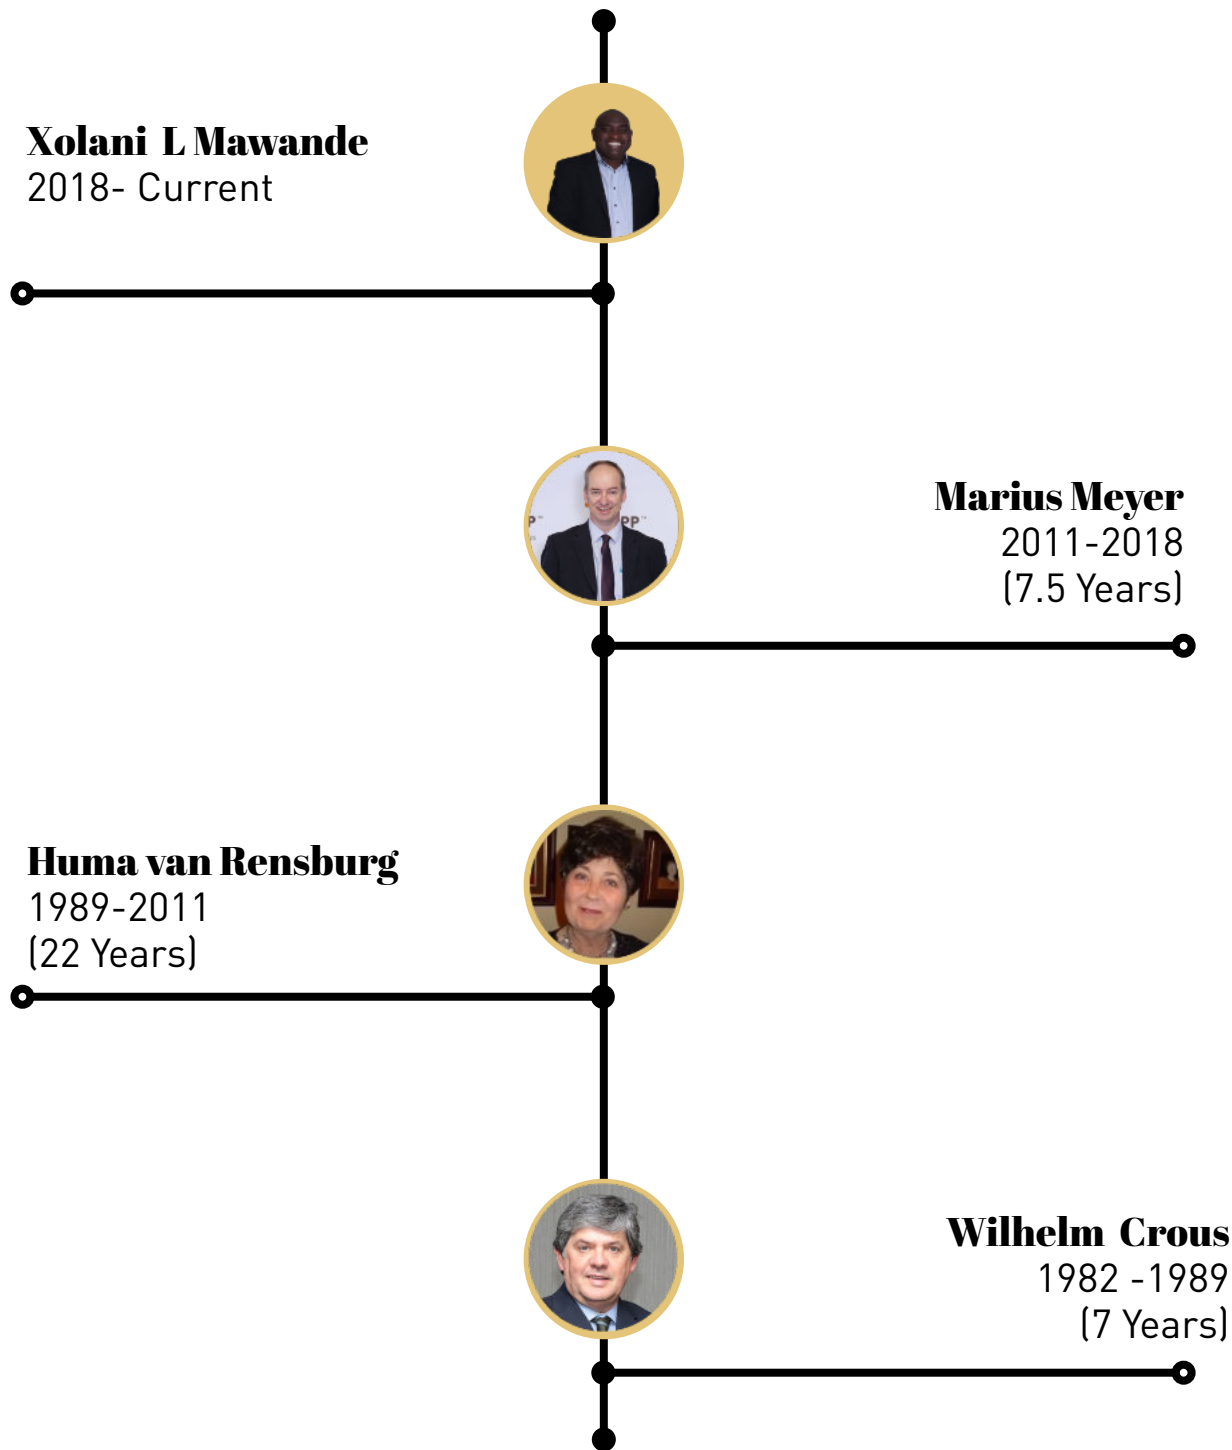 Xolani L Mawande
2018- Current
PP
Marius Meyer
2011-2018
(7.5 Years)
Huma van Rensburg
1989-2011
(22 Years)
Wilhelm Crous
1982 -1989
(7 Years)